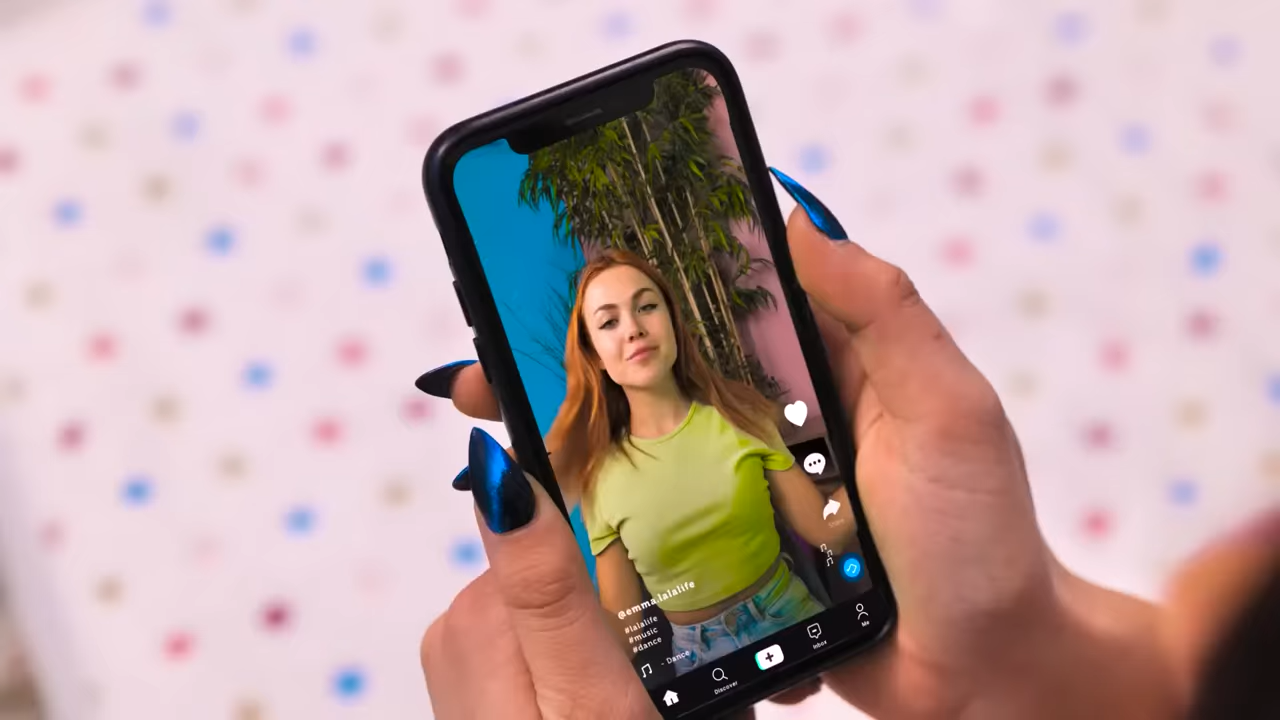 @emma.lalalife
#lalalife
#music
#dance
- Dance
Discover
Inbox
Me